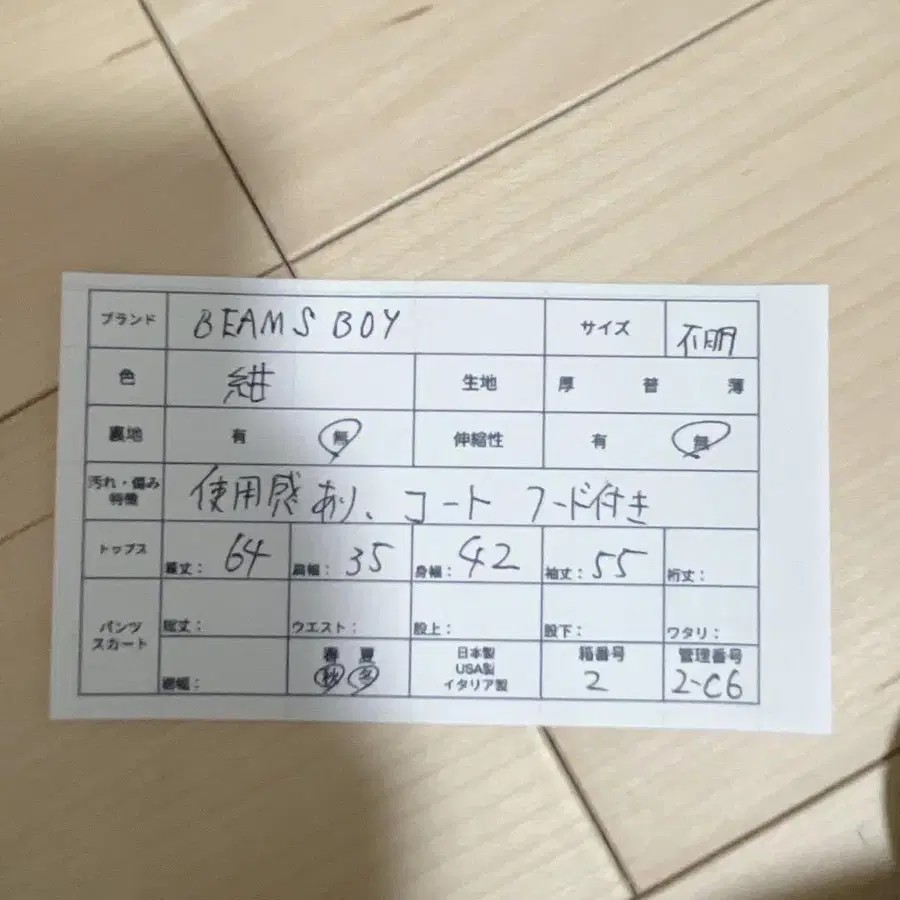 ブランド BEAMS BOY サイズ 不明
色 紺 生地 厚 普 薄
裏地 有 無 伸縮性 有 無
汚れ・傷み
特徴 使用感あり、コート フード付き
トップス 着丈: 64 肩幅: 35 身幅: 42 袖丈: 55 裄丈:
パンツ
スカート 総丈: ウエスト: 股上: 股下: ワタリ:
裾幅: 春 夏 秋 冬
日本製
USA製
イタリア製
箱番号 2
管理番号 2-C6